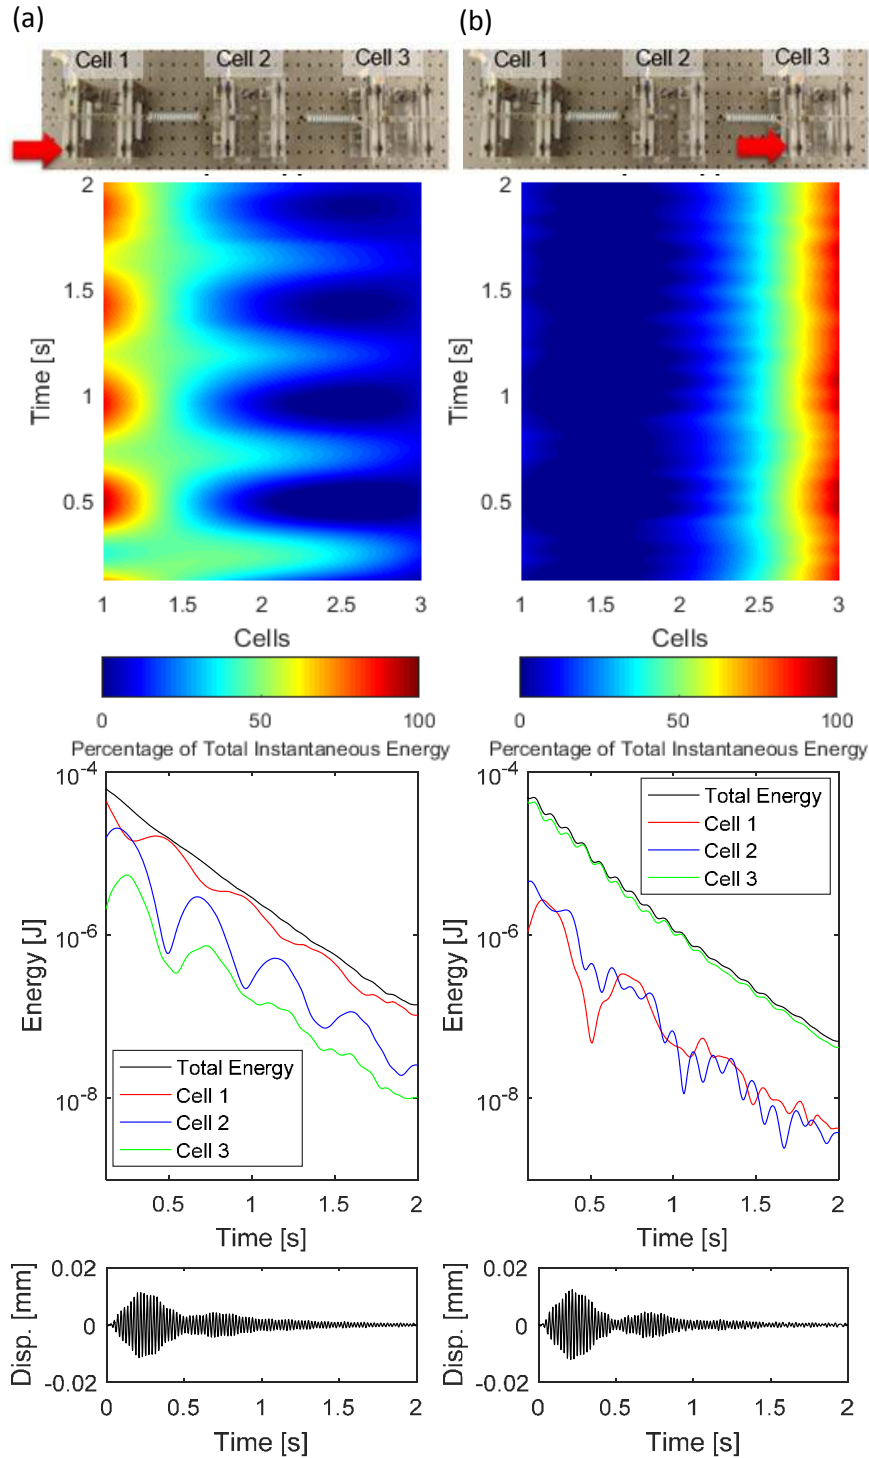 (a)
(b)
Cell 1
Cell 2
Cell 3
Cell 1
Cell 2
Cell 3
2
1.5
1
0.5
Time [s]
1
1.5
2
2.5
3
Cells
0
50
100
Percentage of Total Instantaneous Energy
2
1.5
1
0.5
Time [s]
1
1.5
2
2.5
3
Cells
0
50
100
Percentage of Total Instantaneous Energy
10⁻⁴
10⁻⁶
10⁻⁸
Energy [J]
Total Energy
Cell 1
Cell 2
Cell 3
0.5
1
1.5
2
Time [s]
10⁻⁴
10⁻⁶
10⁻⁸
Energy [J]
Total Energy
Cell 1
Cell 2
Cell 3
0.5
1
1.5
2
Time [s]
0.02
0
-0.02
Disp. [mm]
0
0.5
1
1.5
2
Time [s]
0.02
0
-0.02
Disp. [mm]
0
0.5
1
1.5
2
Time [s]